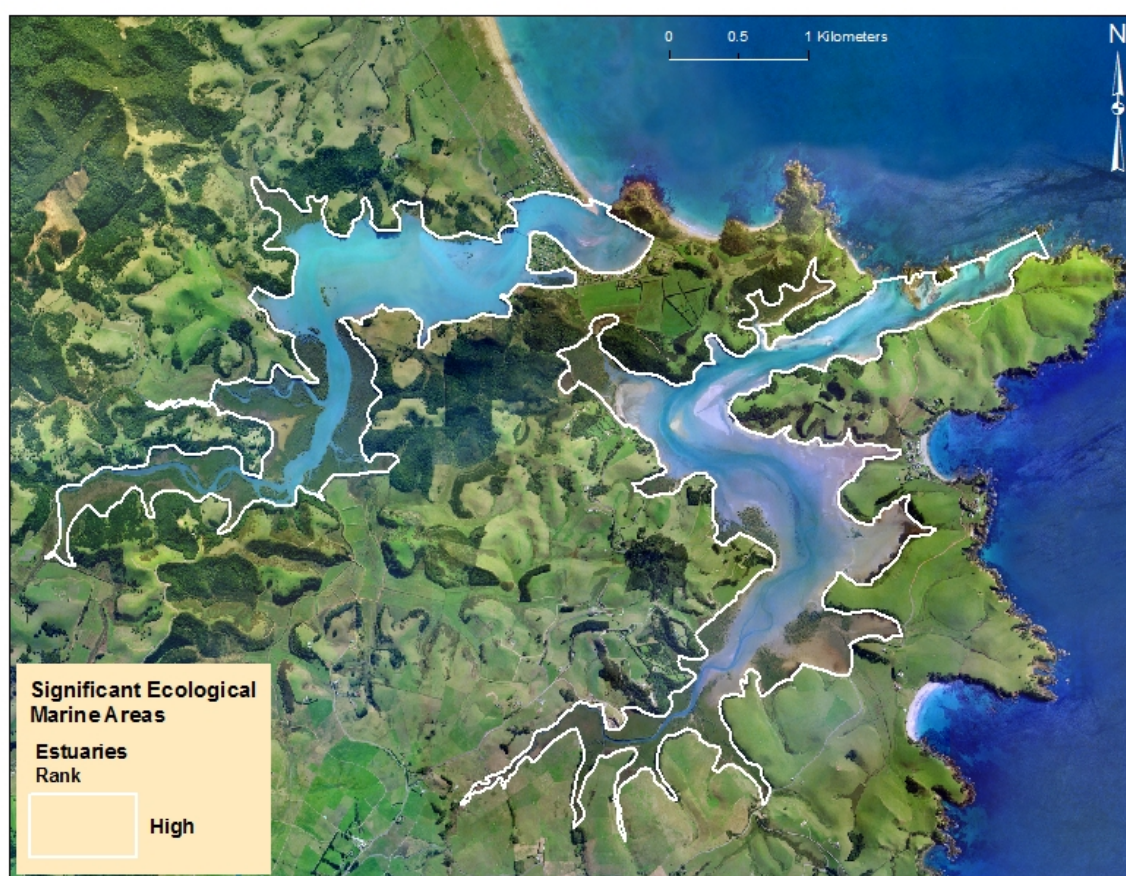 0 0.5 1 Kilometers
N
Significant Ecological
Marine Areas
Estuaries
Rank
High